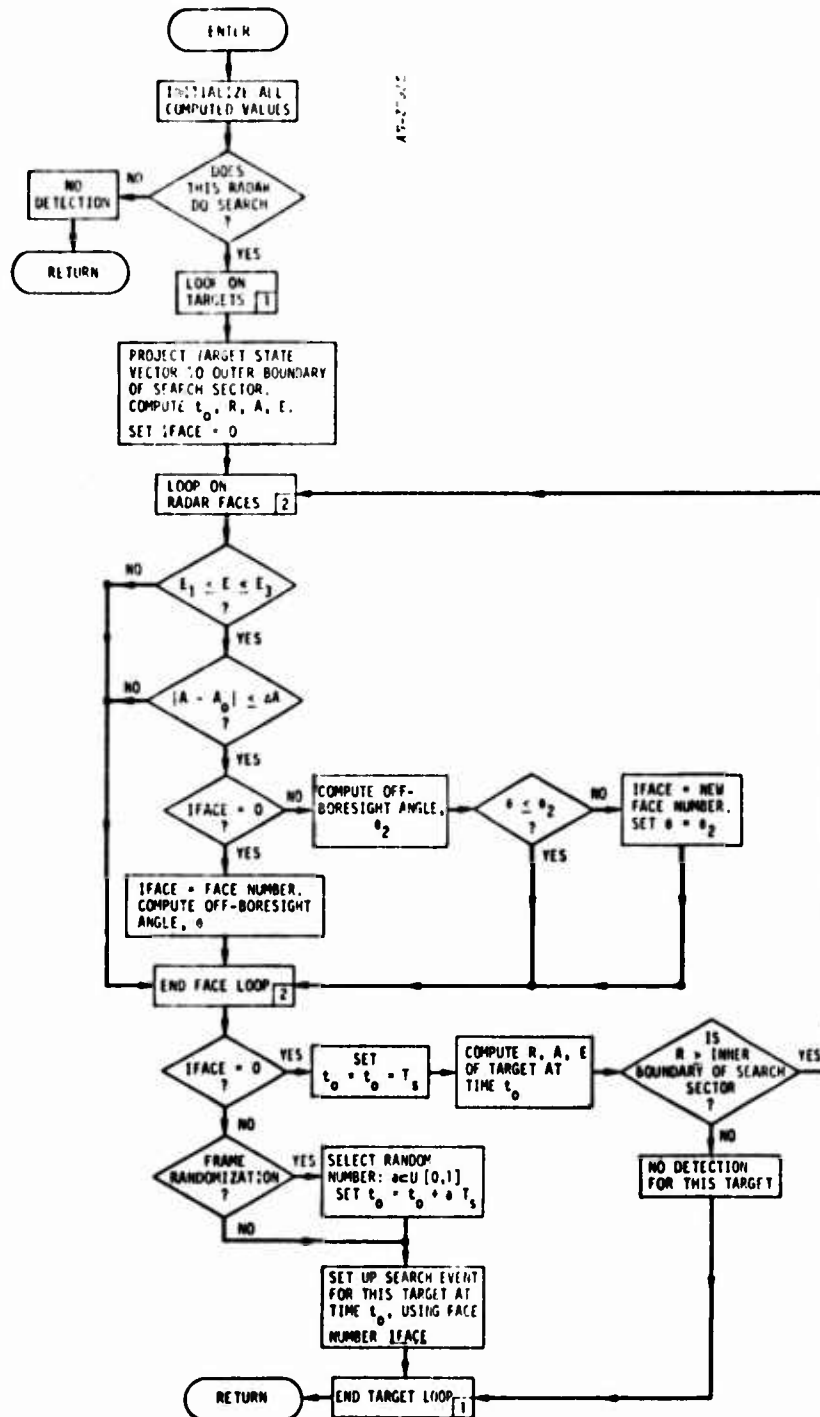 ENTER
INITIALIZE ALL
COMPUTED VALUES
DOES
THIS RADAR
DO SEARCH
?
NO
NO
DETECTION
RETURN
YES
LOOP ON
TARGETS 1
PROJECT TARGET STATE
VECTOR TO OUTER BOUNDARY
OF SEARCH SECTOR.
COMPUTE t₀, R, A, E.
SET IFACE = 0
LOOP ON
RADAR FACES 2
NO
E₁ ≤ E ≤ E₃
?
YES
NO
|A - A₀| ≤ ΔA
?
YES
IFACE = 0
?
NO
COMPUTE OFF-
BORESIGHT ANGLE,
θ₂
θ ≤ θ₂
?
NO
IFACE = NEW
FACE NUMBER.
SET θ = θ₂
YES
YES
IFACE = FACE NUMBER.
COMPUTE OFF-BORESIGHT
ANGLE, θ
END FACE LOOP 2
IFACE = 0
?
YES
SET
t₀ = t₀ = Tₛ
COMPUTE R, A, E
OF TARGET AT
TIME t₀
IS
R > INNER
BOUNDARY OF SEARCH
SECTOR
?
YES
NO
NO
FRAME
RANDOMIZATION
?
YES
SELECT RANDOM
NUMBER: a⊂U [0,1]
SET t₀ = t₀ + a Tₛ
NO DETECTION
FOR THIS TARGET
NO
SET UP SEARCH EVENT
FOR THIS TARGET AT
TIME t₀, USING FACE
NUMBER IFACE
RETURN
END TARGET LOOP 1